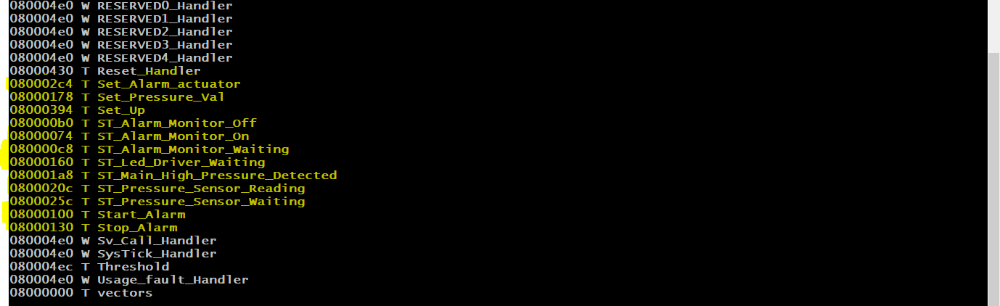 080004e0 W RESERVED0_Handler
080004e0 W RESERVED1_Handler
080004e0 W RESERVED2_Handler
080004e0 W RESERVED3_Handler
080004e0 W RESERVED4_Handler
08000430 T Reset_Handler
080002c4 T Set_Alarm_actuator
08000178 T Set_Pressure_Val
08000394 T Set_Up
080000b0 T ST_Alarm_Monitor_Off
08000074 T ST_Alarm_Monitor_On
080000c8 T ST_Alarm_Monitor_Waiting
08000160 T ST_Led_Driver_Waiting
080001a8 T ST_Main_High_Pressure_Detected
0800020c T ST_Pressure_Sensor_Reading
0800025c T ST_Pressure_Sensor_Waiting
08000100 T Start_Alarm
08000130 T Stop_Alarm
080004e0 W Sv_Call_Handler
080004e0 W SysTick_Handler
080004ec T Threshold
080004e0 W Usage_fault_Handler
08000000 T vectors